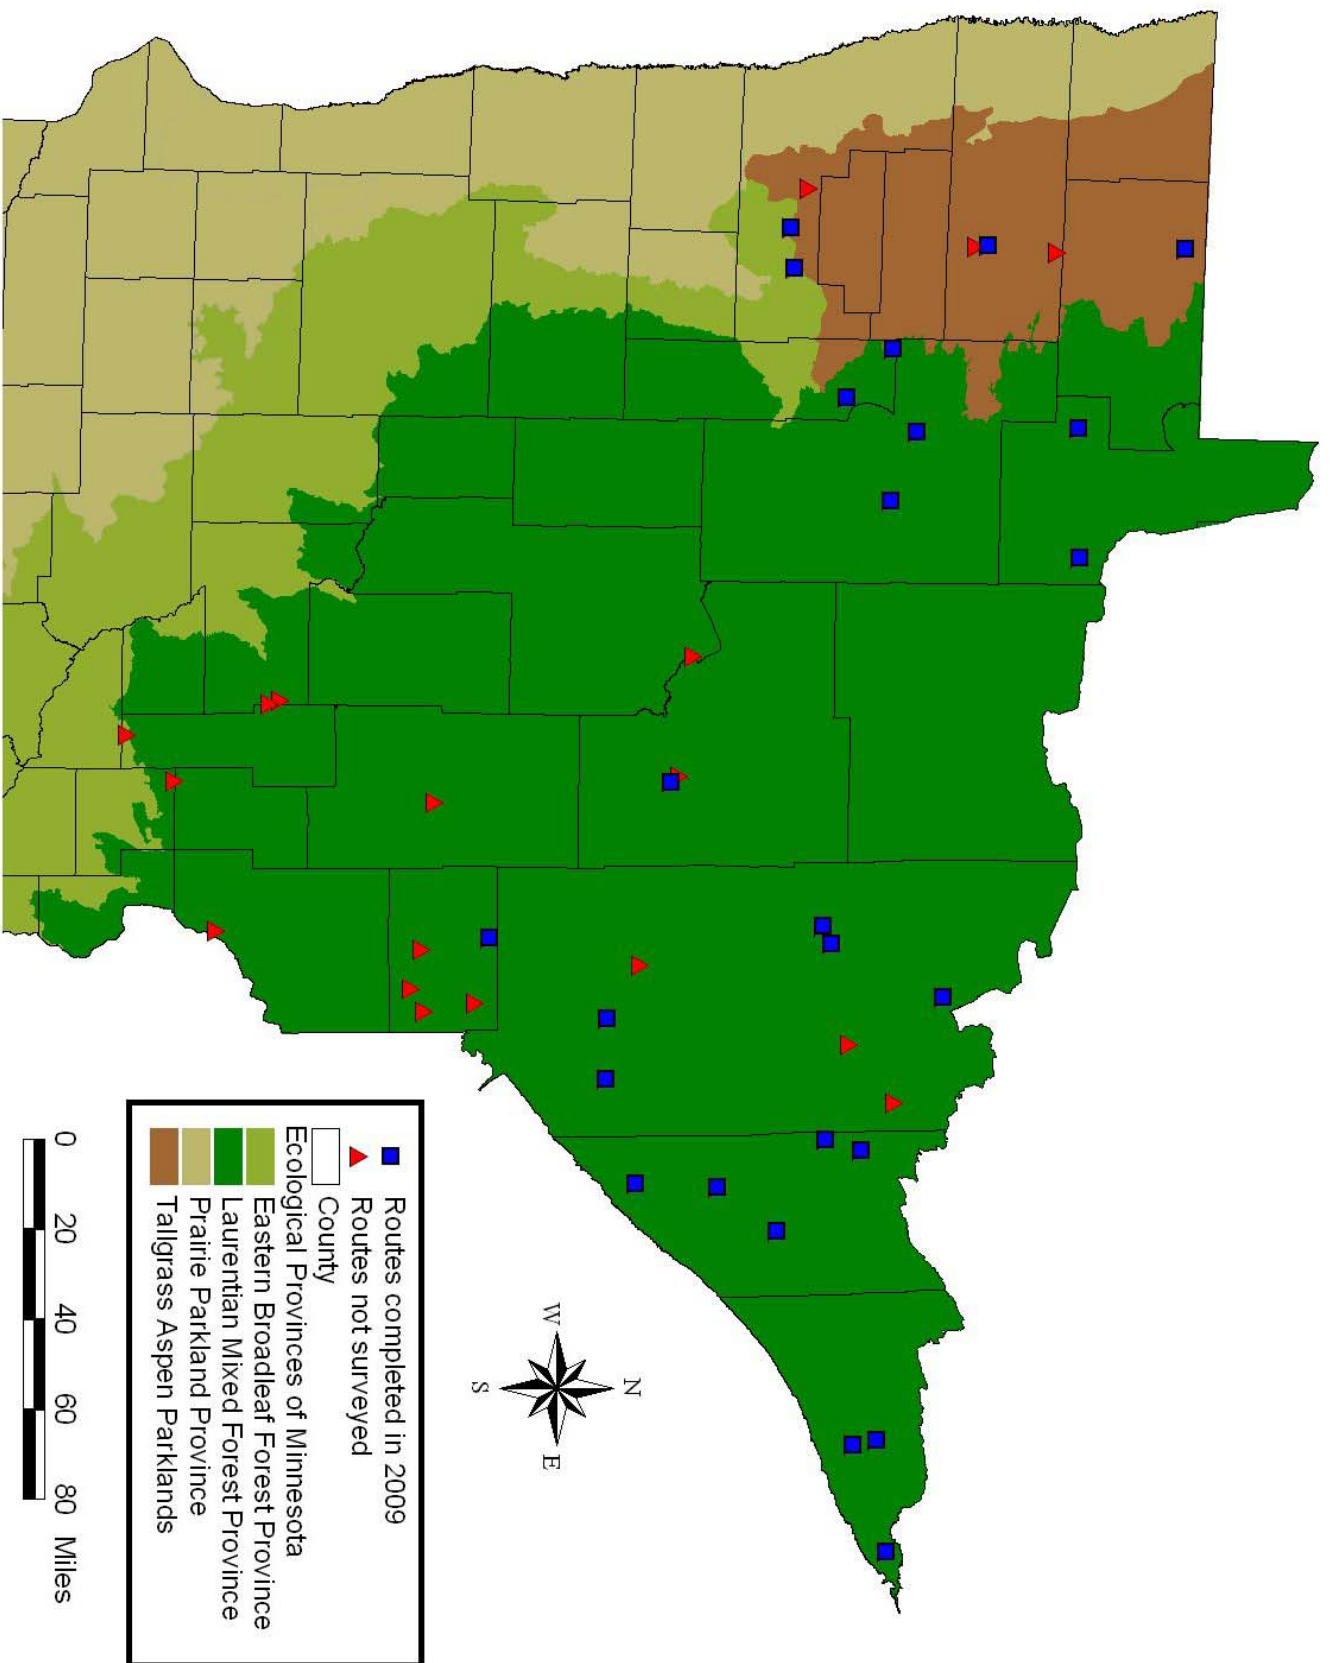 Routes completed in 2009
Routes not surveyed
County
Ecological Provinces of Minnesota
Eastern Broadleaf Forest Province
Laurentian Mixed Forest Province
Prairie Parkland Province
Tallgrass Aspen Parklands
N
W
E
S
0 20 40 60 80 Miles